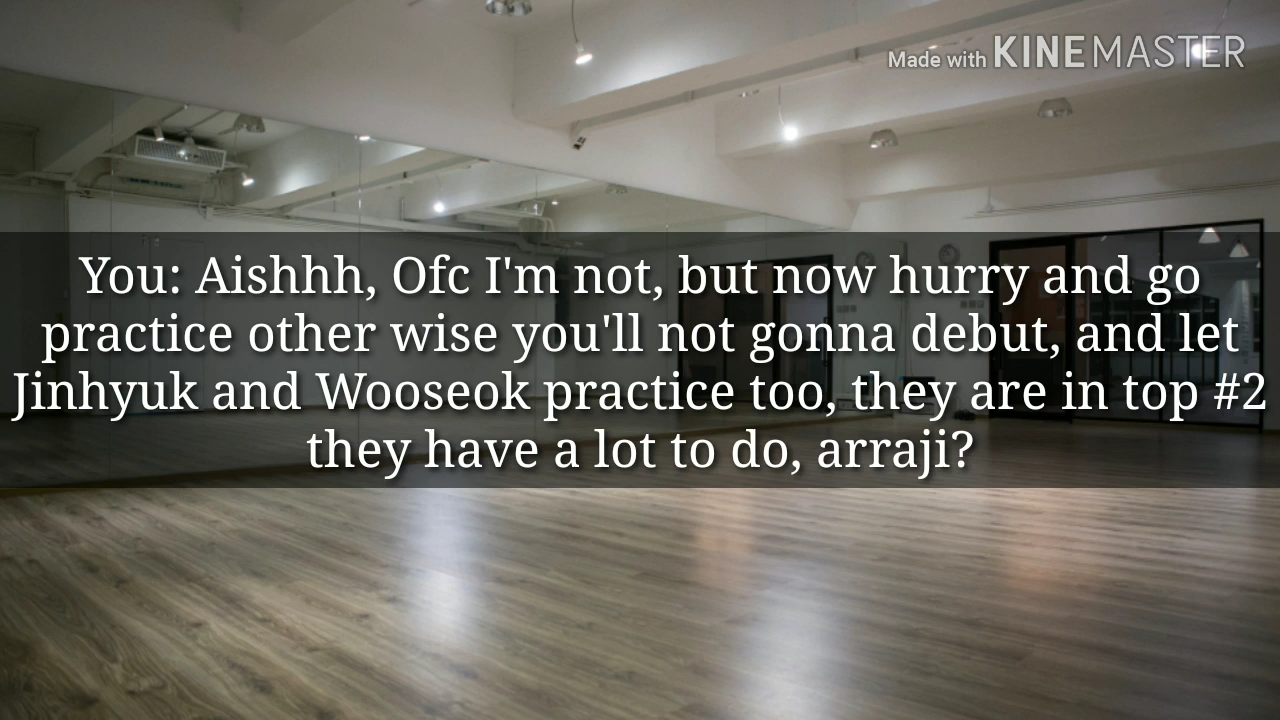 Made with KINEMASTER
You: Aishhh, Ofc I'm not, but now hurry and go
practice other wise you'll not gonna debut, and let
Jinhyuk and Wooseok practice too, they are in top #2
they have a lot to do, arraji?